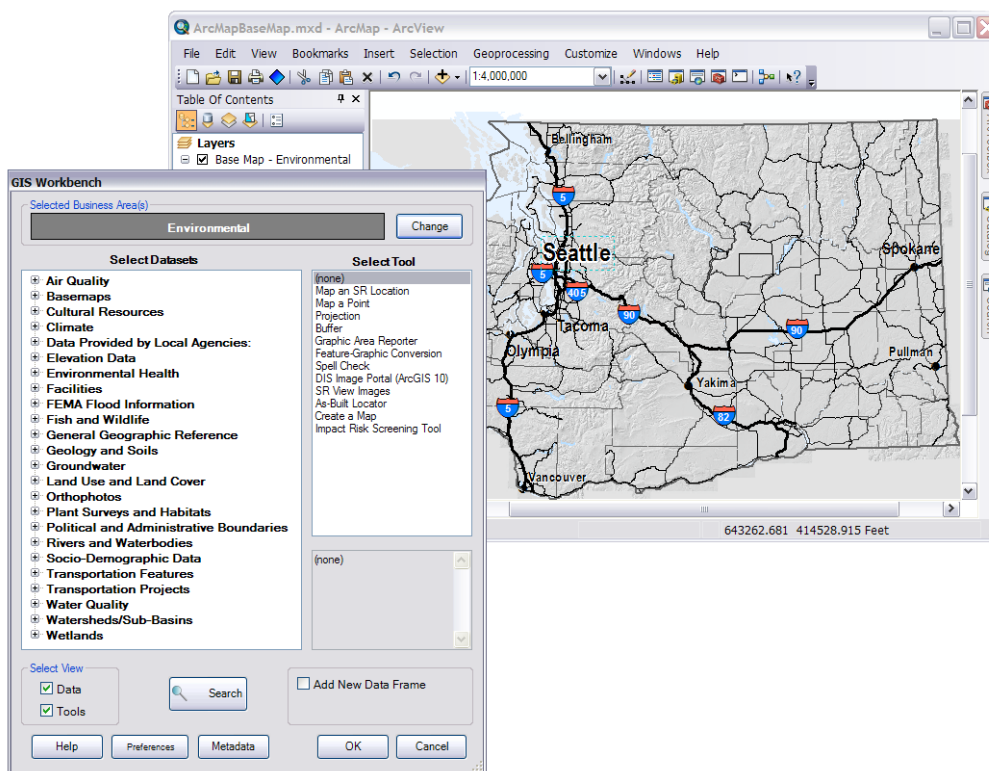 ArcMapBaseMap.mxd - ArcMap - ArcView
File Edit View Bookmarks Insert Selection Geoprocessing Customize Windows Help
1:4,000,000
Table Of Contents
Layers
Base Map - Environmental
Bellingham
5
Seattle
Spokane
5
405
90
90
Tacoma
Olympia
Pullman
Yakima
5
82
Vancouver
643262.681 414528.915 Feet
GIS Workbench
Selected Business Area(s)
Environmental
Change
Select Datasets
Air Quality
Basemaps
Cultural Resources
Climate
Data Provided by Local Agencies:
Elevation Data
Environmental Health
Facilities
FEMA Flood Information
Fish and Wildlife
General Geographic Reference
Geology and Soils
Groundwater
Land Use and Land Cover
Orthophotos
Plant Surveys and Habitats
Political and Administrative Boundaries
Rivers and Waterbodies
Socio-Demographic Data
Transportation Features
Transportation Projects
Water Quality
Watersheds/Sub-Basins
Wetlands
Select Tool
(none)
Map an SR Location
Map a Point
Projection
Buffer
Graphic Area Reporter
Feature-Graphic Conversion
Spell Check
DIS Image Portal (ArcGIS 10)
SR View Images
As-Built Locator
Create a Map
Impact Risk Screening Tool
(none)
Select View
Data
Tools
Search
Add New Data Frame
Help
Preferences
Metadata
OK
Cancel